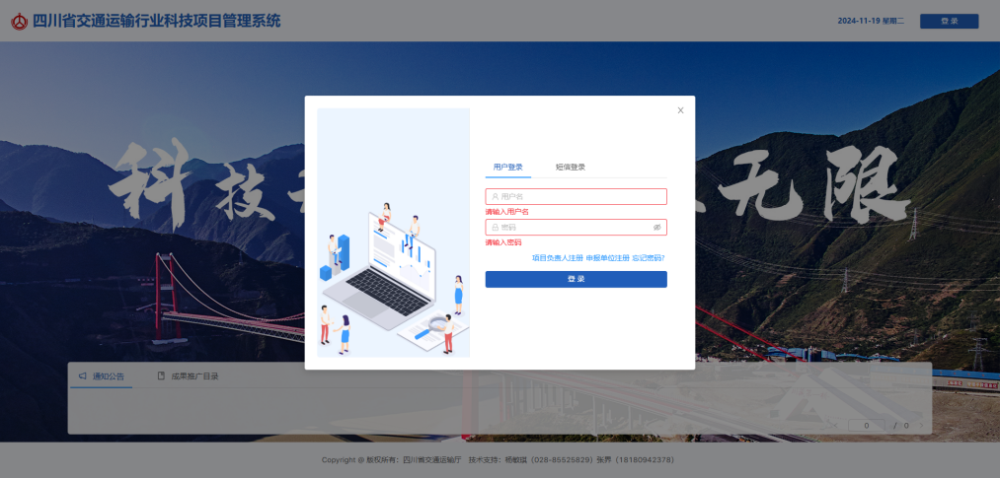 四川省交通运输行业科技项目管理系统
2024-11-19 星期二
登 录
科技
无限
用户登录
短信登录
用户名
请输入用户名
密码
请输入密码
项目负责人注册 申报单位注册 忘记密码?
登 录
通知公告
成果推广目录
0 / 0
Copyright @ 版权所有：四川省交通运输厅 技术支持：杨敏琪（028-85525829）张界（18180942378）